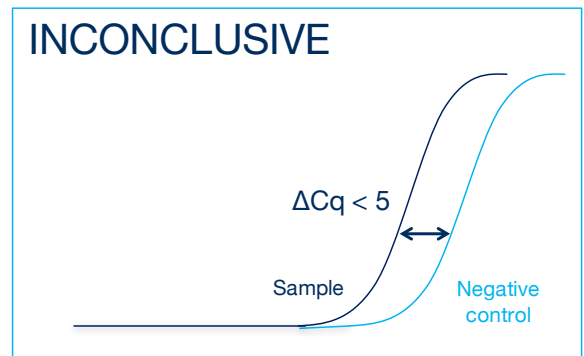 INCONCLUSIVE
ΔCq < 5
Sample
Negative
control